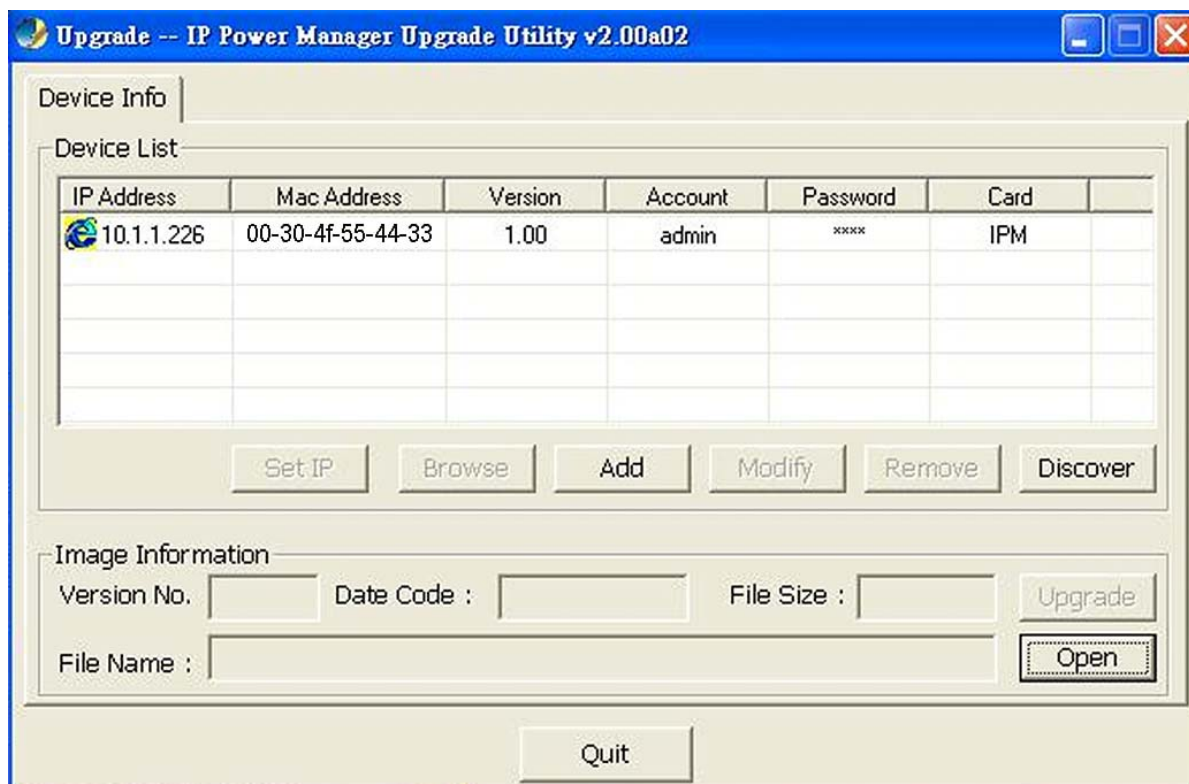 Upgrade -- IP Power Manager Upgrade Utility v2.00a02
Device Info
Device List
IP Address Mac Address Version Account Password Card
10.1.1.226 00-30-4f-55-44-33 1.00 admin **** IPM
Set IP Browse Add Modify Remove Discover
Image Information
Version No. Date Code : File Size : Upgrade
File Name : Open
Quit